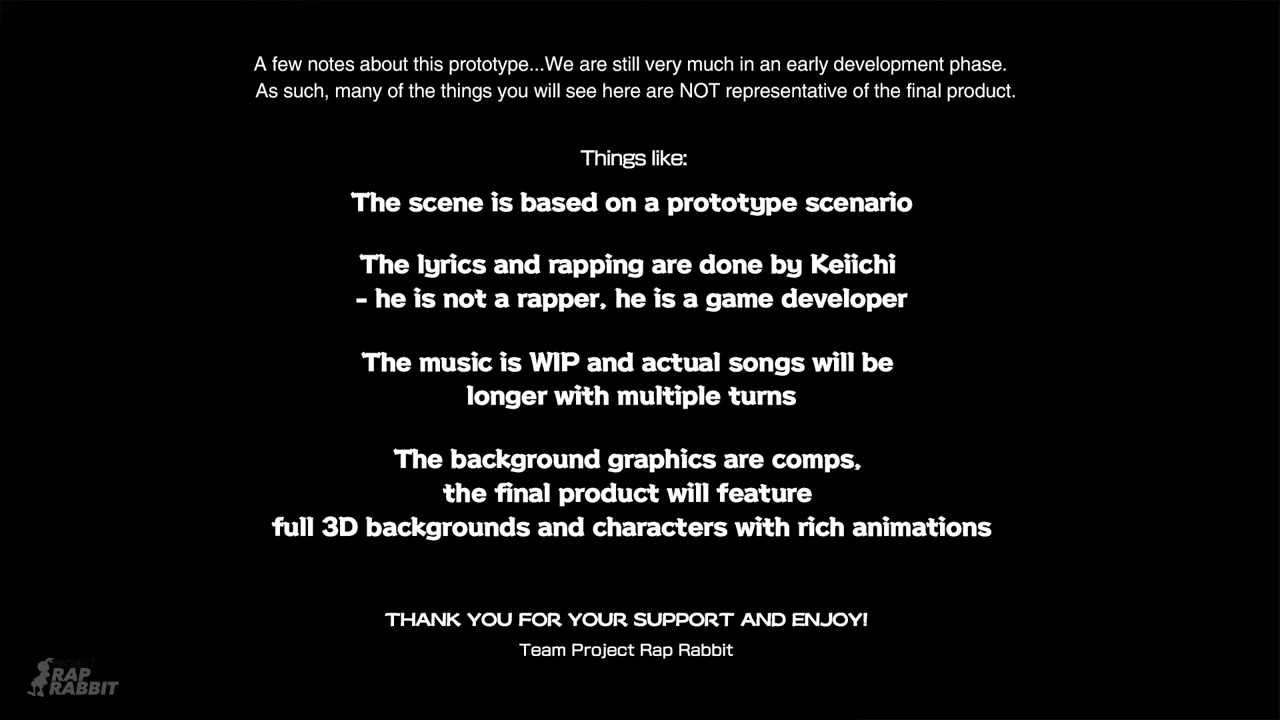 A few notes about this prototype...We are still very much in an early development phase.
As such, many of the things you will see here are NOT representative of the final product.
Things like:
The scene is based on a prototype scenario
The lyrics and rapping are done by Keiichi
- he is not a rapper, he is a game developer
The music is WIP and actual songs will be
longer with multiple turns
The background graphics are comps,
the final product will feature
full 3D backgrounds and characters with rich animations
THANK YOU FOR YOUR SUPPORT AND ENJOY!
Team Project Rap Rabbit
PROJECT
RAP
RABBIT